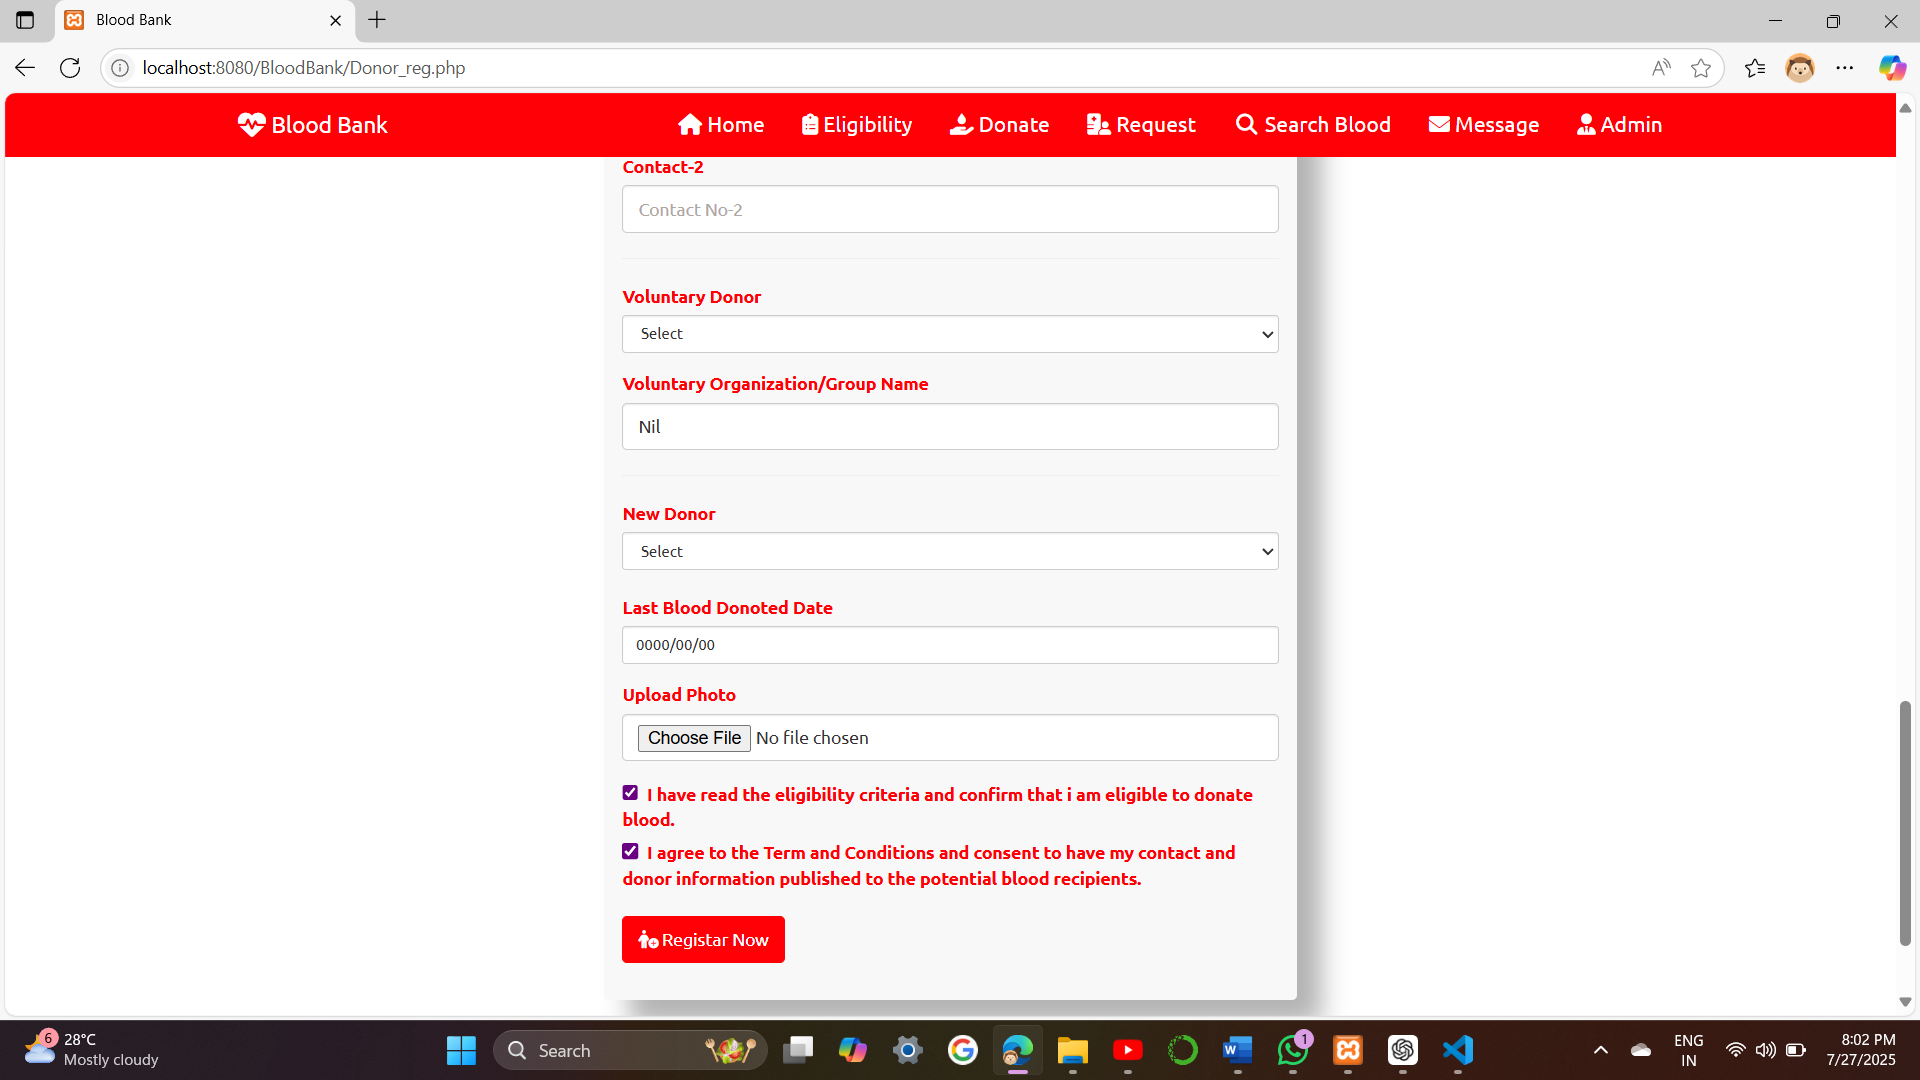 Blood Bank
localhost:8080/BloodBank/Donor_reg.php
Blood Bank Home Eligibility Donate Request Search Blood Message Admin
Contact-2
Contact No-2
Voluntary Donor
Select
Voluntary Organization/Group Name
Nil
New Donor
Select
Last Blood Donoted Date
0000/00/00
Upload Photo
Choose File No file chosen
I have read the eligibility criteria and confirm that i am eligible to donate
blood.
I agree to the Term and Conditions and consent to have my contact and
donor information published to the potential blood recipients.
Registar Now
6
28°C
Mostly cloudy
Search
1
ENG
IN
8:02 PM
7/27/2025